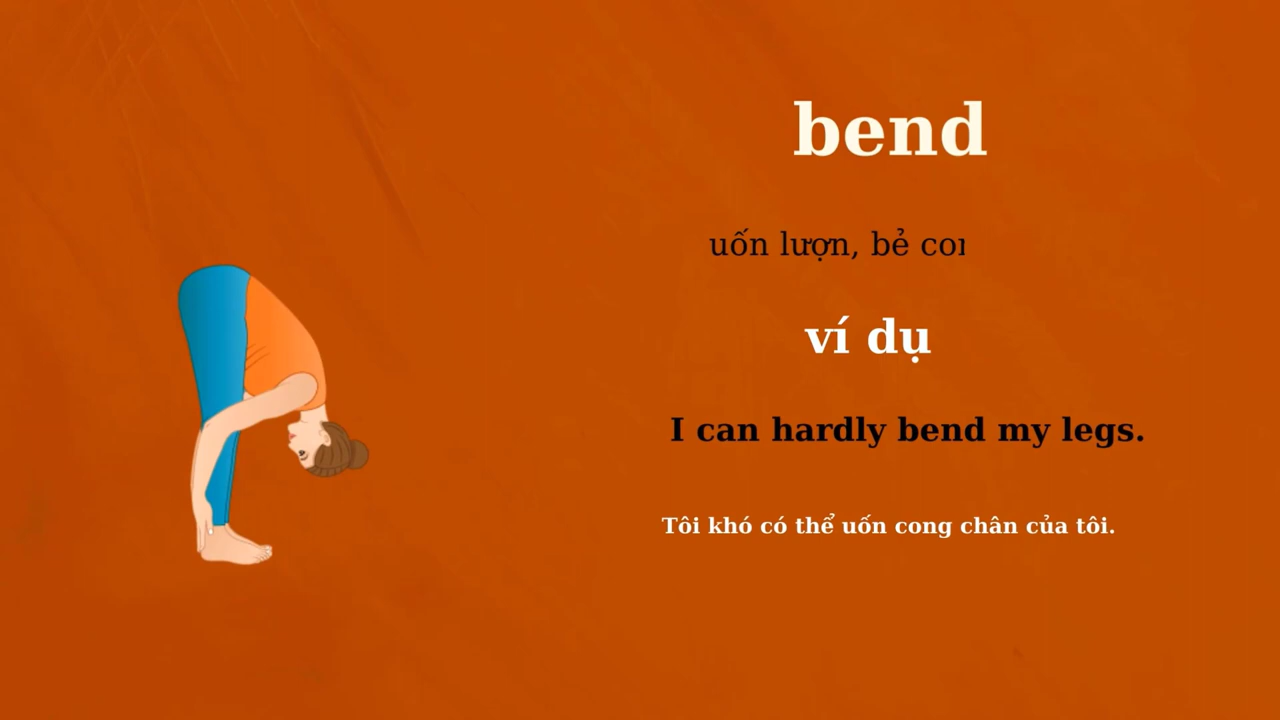 bend
uốn lượn, bẻ
ví dụ
I can hardly bend my legs.
Tôi khó có thể uốn cong chân của tôi.